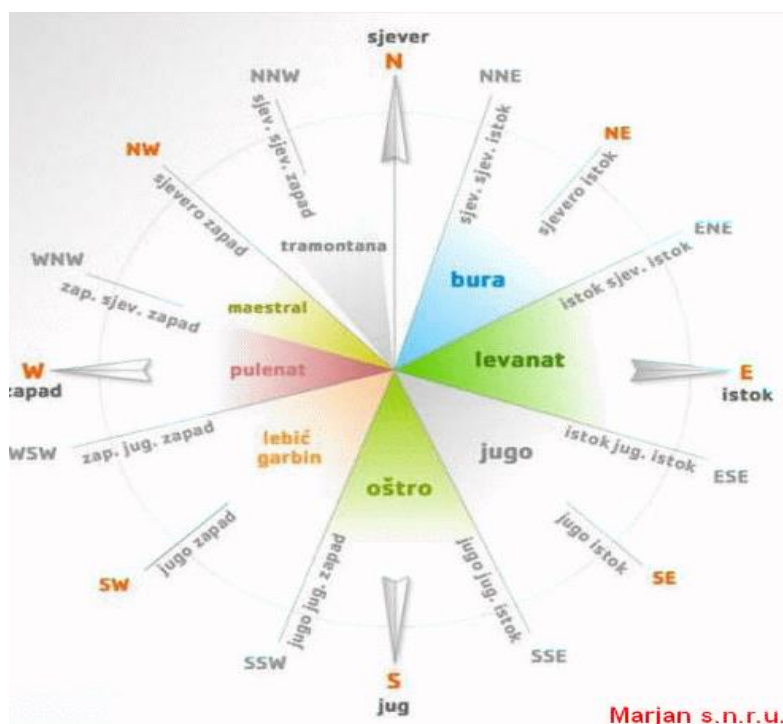 sjever
N
NNW
NNE
sjev. sjev. zapad
sjev. sjev. istok
NW
NE
sjevero zapad
sjevero istok
ENE
tramontana
WNW
bura
istok sjev. istok
zap. sjev. zapad
maestral
levanat
W
zapad
pulenat
E
istok
WSW
zap. jug. zapad
lebić
garbin
jugo
istok jug. istok
ESE
oštro
jugo zapad
jugo istok
SW
SE
jugo jug. zapad
jugo jug. istok
SSW
SSE
S
jug
Marjan s.n.r.u.